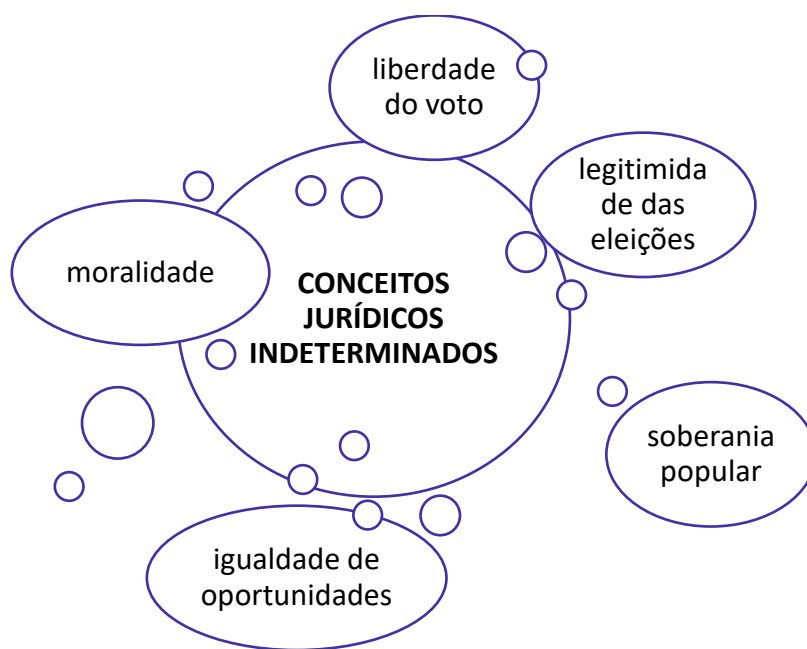 liberdade
do voto
legitimida
de das
eleições
moralidade
CONCEITOS
JURÍDICOS
INDETERMINADOS
soberania
popular
igualdade de
oportunidades